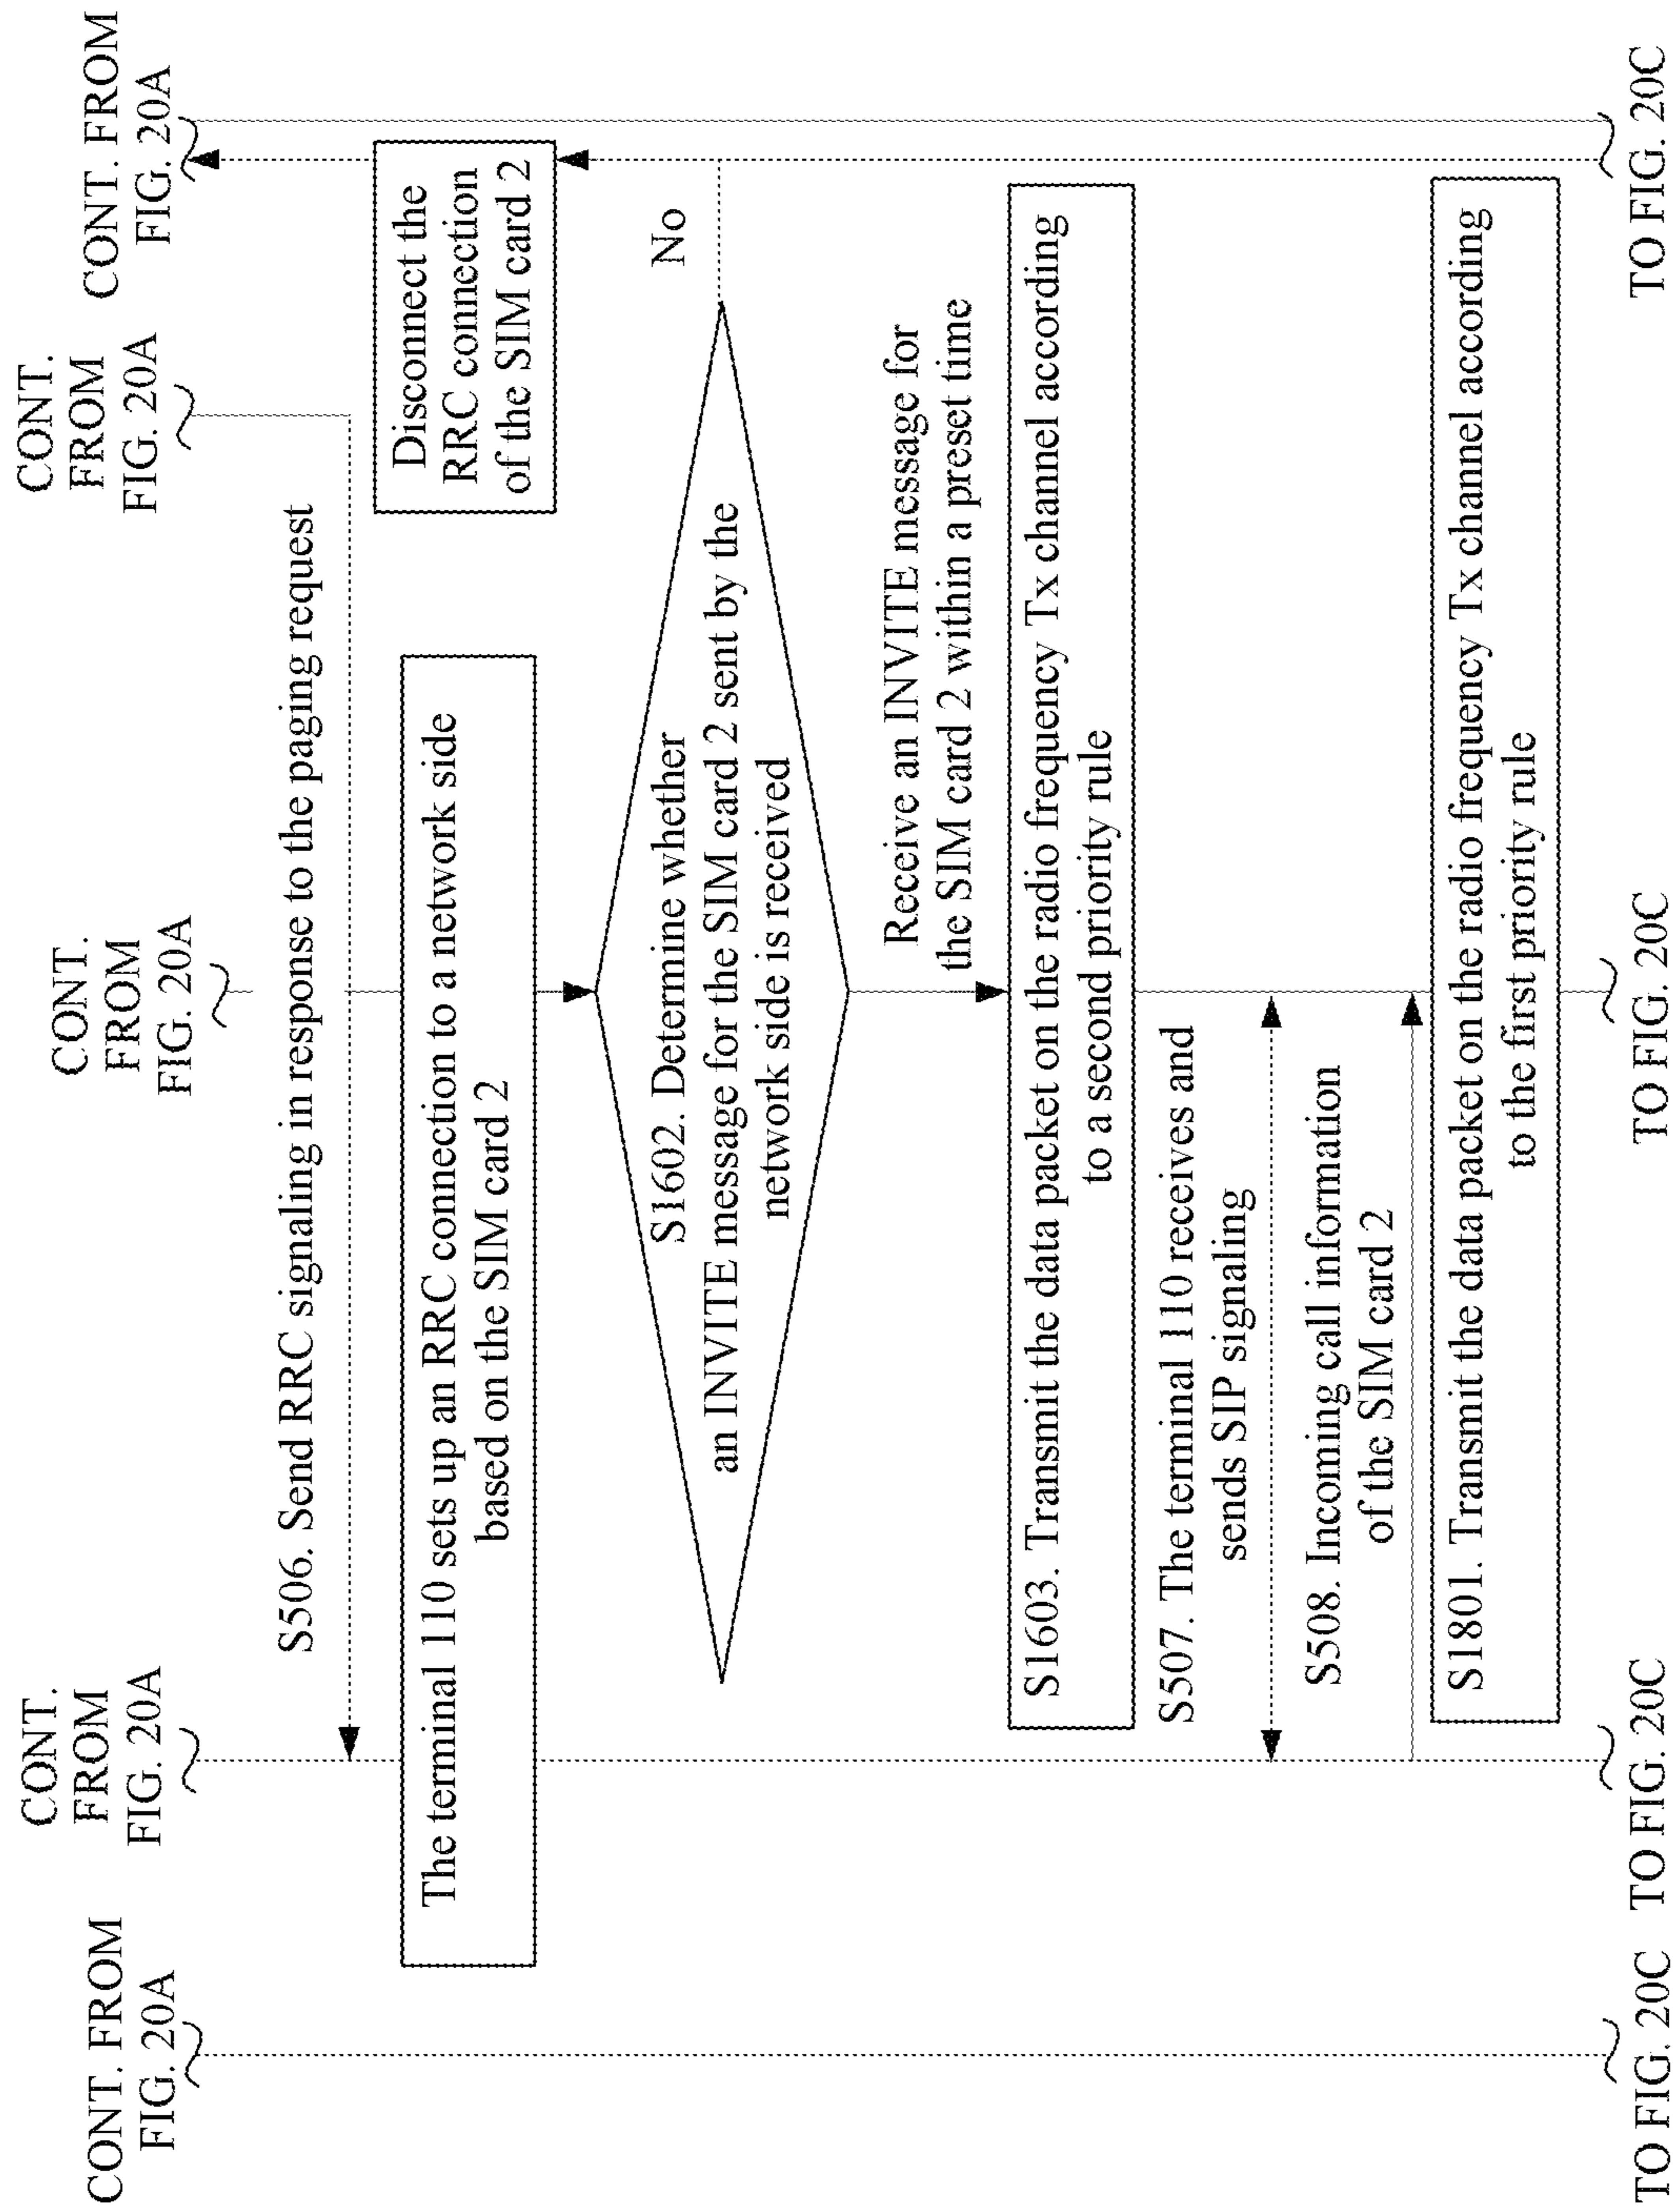 CONT. FROM
FIG. 20A
CONT.
FROM
FIG. 20A
CONT.
FROM
FIG. 20A
CONT.
FROM
FIG. 20A
CONT. FROM
FIG. 20A
S506. Send RRC signaling in response to the paging request
The terminal 110 sets up an RRC connection to a network side
based on the SIM card 2
Disconnect the
RRC connection
of the SIM card 2
S1602. Determine whether
an INVITE message for the SIM card 2 sent by the
network side is received
No
Receive an INVITE message for
the SIM card 2 within a preset time
S1603. Transmit the data packet on the radio frequency Tx channel according
to a second priority rule
S507. The terminal 110 receives and
sends SIP signaling
S508. Incoming call information
of the SIM card 2
S1801. Transmit the data packet on the radio frequency Tx channel according
to the first priority rule
TO FIG. 20C
TO FIG. 20C
TO FIG. 20C
TO FIG. 20C